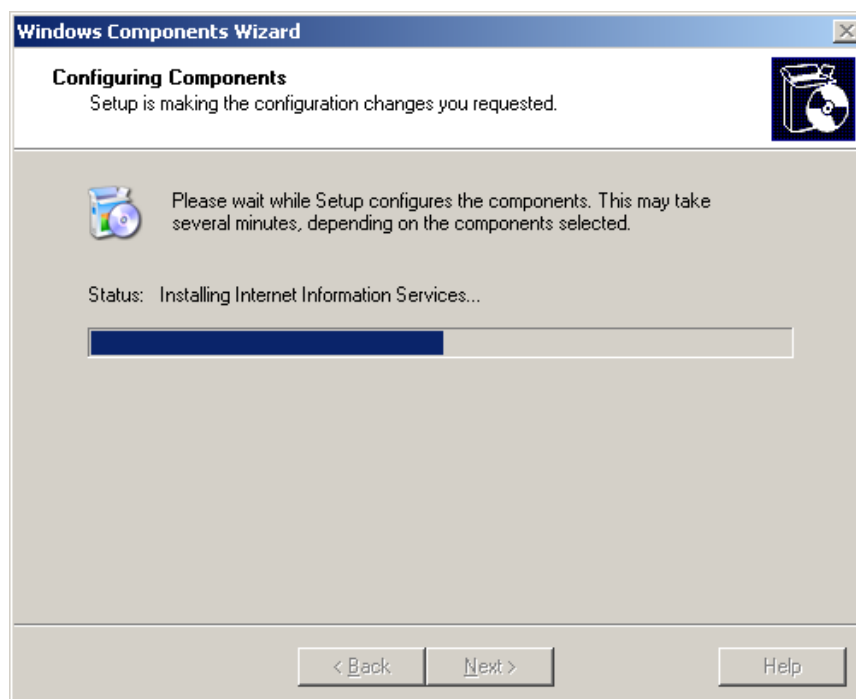 Windows Components Wizard
Configuring Components
Setup is making the configuration changes you requested.
Please wait while Setup configures the components. This may take
several minutes, depending on the components selected.
Status: Installing Internet Information Services...
< Back Next > Help